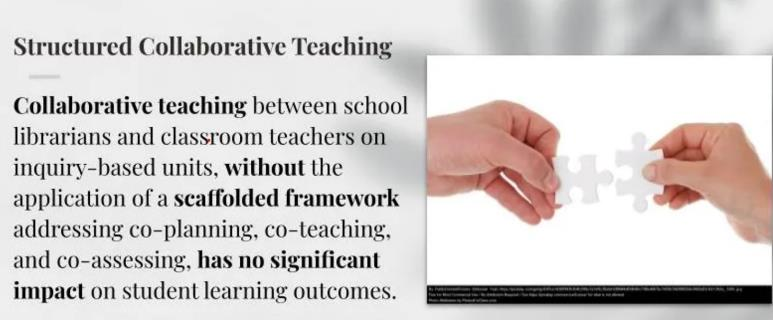 Structured Collaborative Teaching
Collaborative teaching between school
librarians and classroom teachers on
inquiry-based units, without the
application of a scaffolded framework
addressing co-planning, co-teaching,
and co-assessing, has no significant
impact on student learning outcomes.